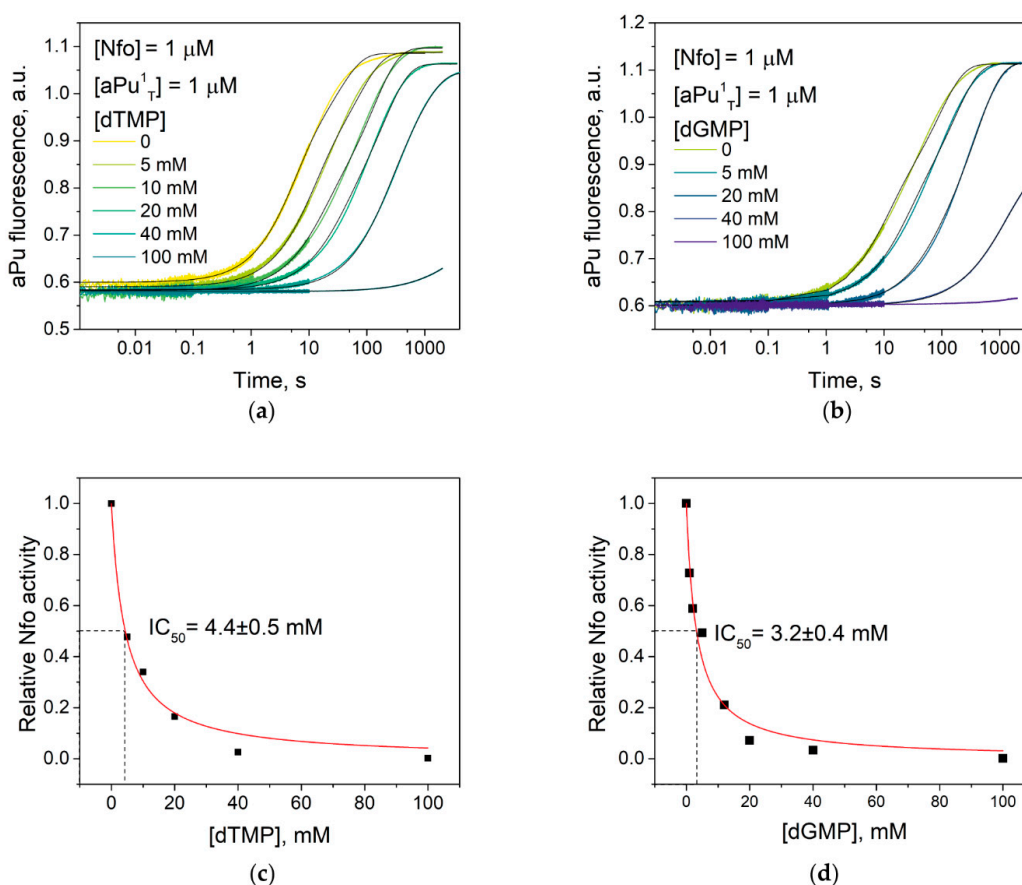 [Nfo] = 1 μM
[aPu¹T] = 1 μM
[dTMP]
0
5 mM
10 mM
20 mM
40 mM
100 mM
aPu fluorescence, a.u.
1.1
1.0
0.9
0.8
0.7
0.6
0.5
0.01 0.1 1 10 100 1000
Time, s
(a)
[Nfo] = 1 μM
[aPu¹T] = 1 μM
[dGMP]
0
5 mM
20 mM
40 mM
100 mM
aPu fluorescence, a.u.
1.2
1.1
1.0
0.9
0.8
0.7
0.6
0.01 0.1 1 10 100 1000
Time, s
(b)
Relative Nfo activity
1.0
0.8
0.6
0.4
0.2
0.0
IC50= 4.4±0.5 mM
0 20 40 60 80 100
[dTMP], mM
(c)
Relative Nfo activity
1.0
0.8
0.6
0.4
0.2
0.0
IC50= 3.2±0.4 mM
0 20 40 60 80 100
[dGMP], mM
(d)